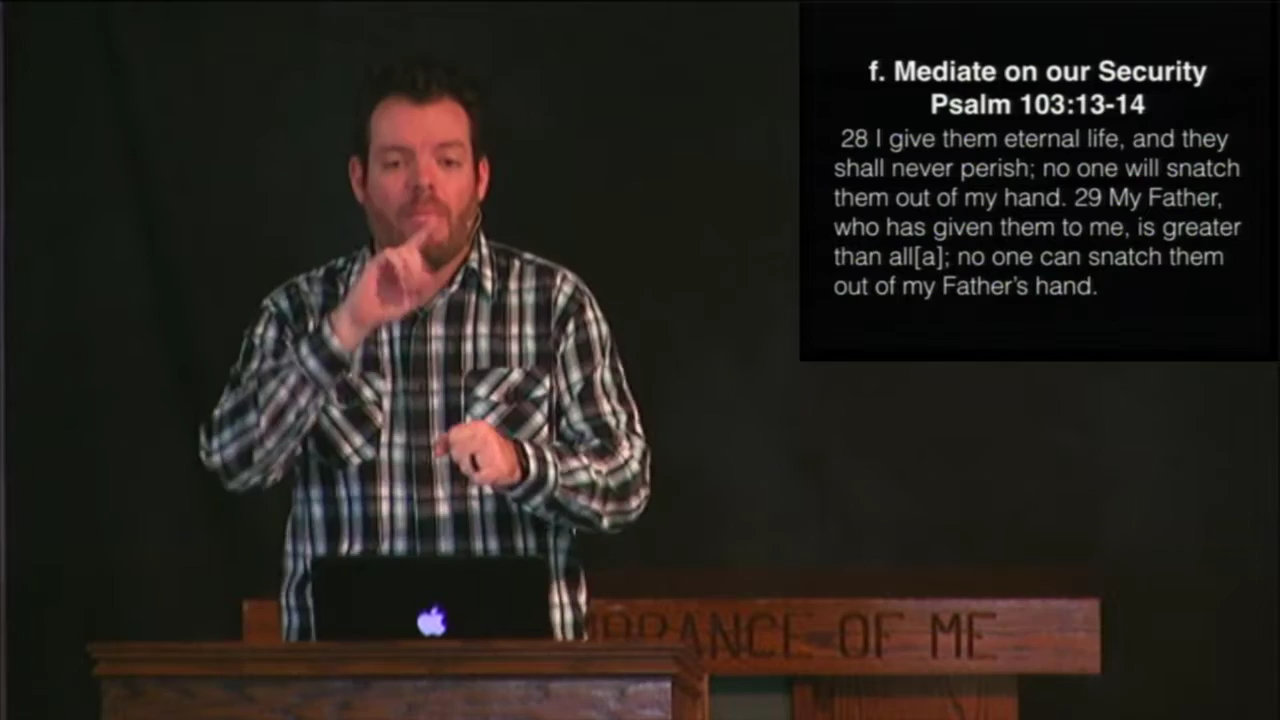 f. Mediate on our Security
Psalm 103:13-14
28 I give them eternal life, and they
shall never perish; no one will snatch
them out of my hand. 29 My Father,
who has given them to me, is greater
than all[a]; no one can snatch them
out of my Father’s hand.
OF ME